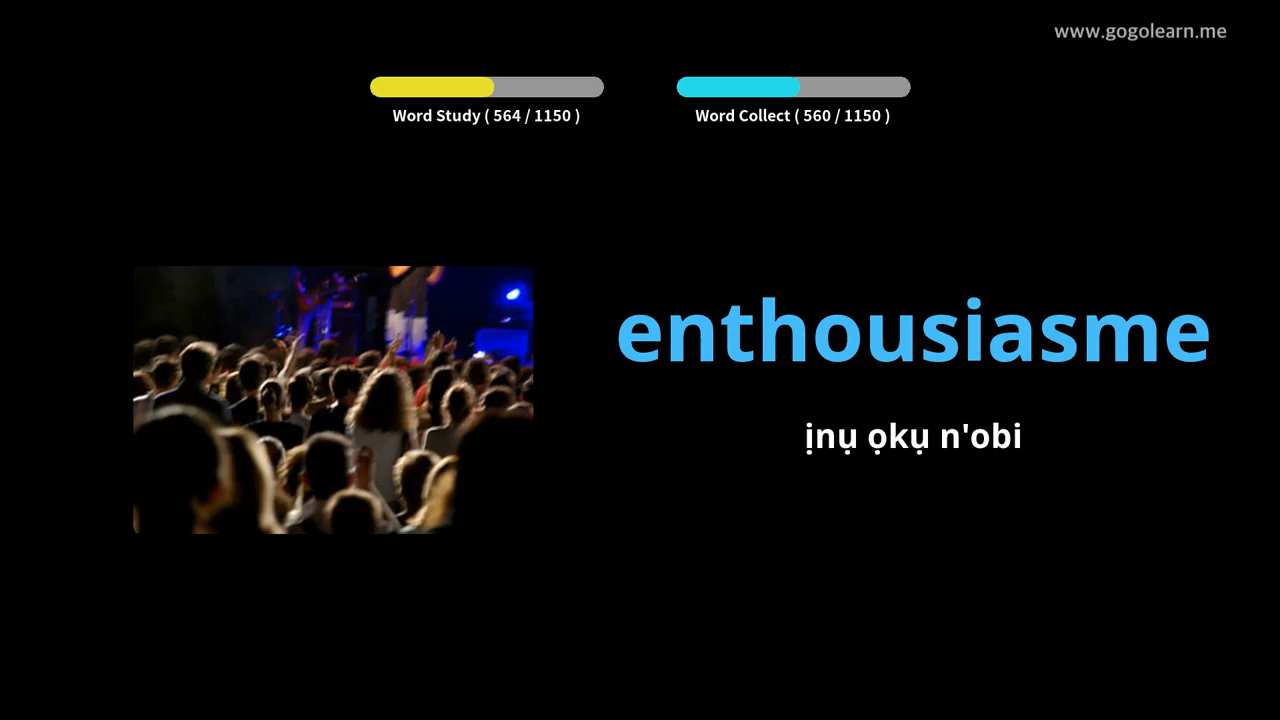 www.gogolearn.me
Word Study ( 564 / 1150 )
Word Collect ( 560 / 1150 )
enthousiasme
ịnụ ọkụ n'obi